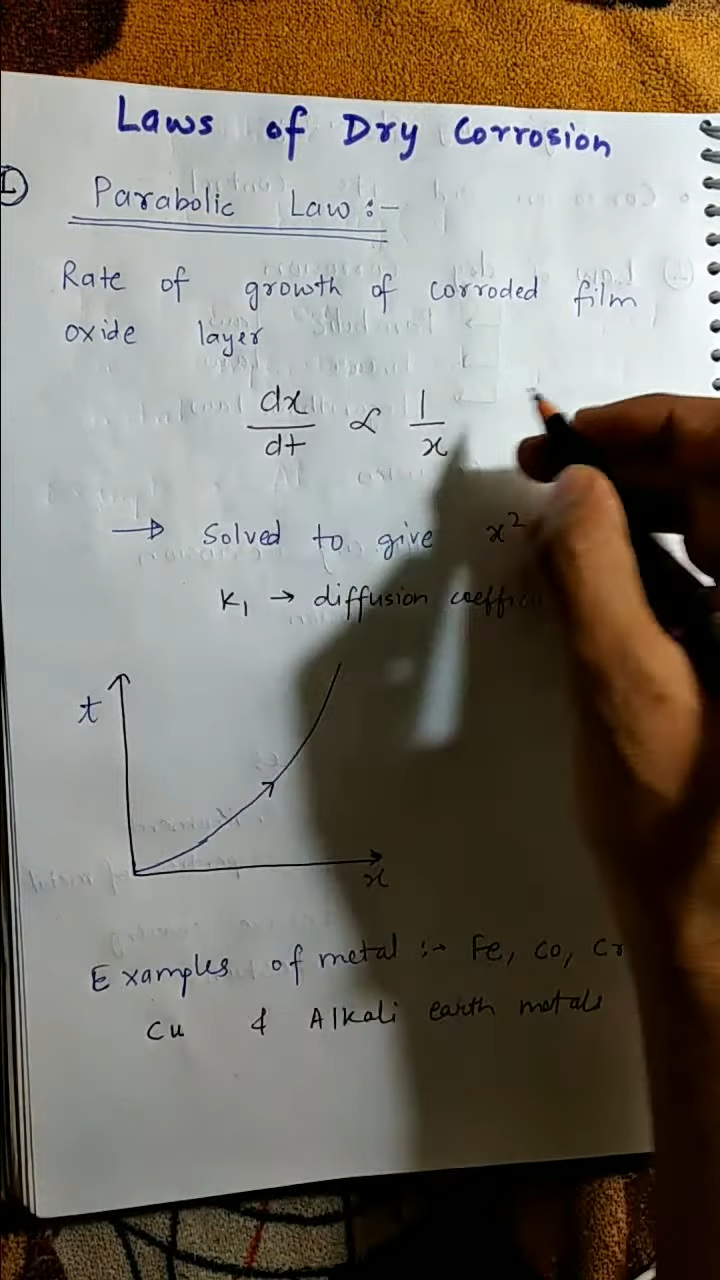 Laws of Dry Corrosion
Parabolic Law :-
Rate of growth of corroded film
oxide layer
dx/dt ∝ 1/x
→ Solved to give x²
K₁ → diffusion
t
x
Examples of metal :- Fe, Co, Cr
Cu & Alkali earth metals